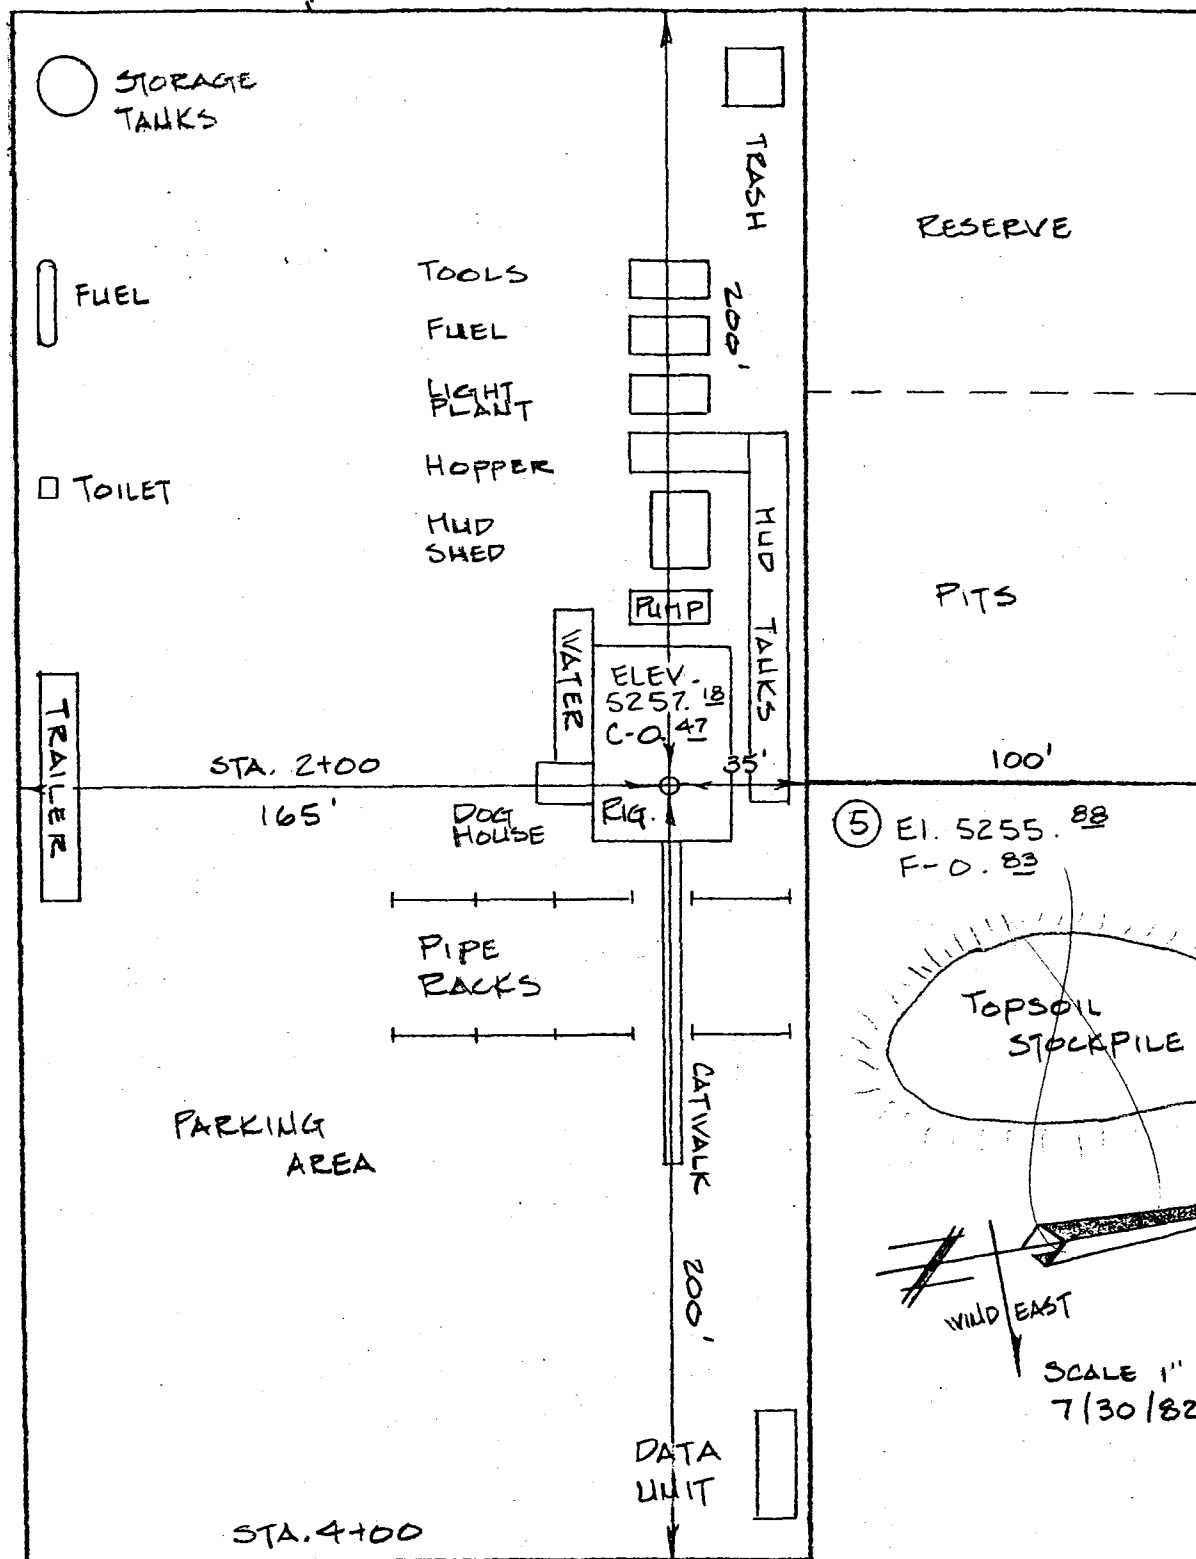 STORAGE
TANKS
TRASH
RESERVE
FUEL
TOOLS
FUEL
200'
LIGHT
PLANT
HOPPER
TOILET
MUD
SHED
MUD TANKS
PITS
PUMP
WATER
ELEV.
5257.18
C-0.47
TRAILER
STA. 2+00
35'
100'
165'
DOG
HOUSE
RIG.
5 El. 5255.88
F-0.83
PIPE
RACKS
TOPSOIL
STOCKPILE
CATWALK
PARKING
AREA
200'
WIND EAST
SCALE 1"
7/30/82
DATA
UNIT
STA. 4+00